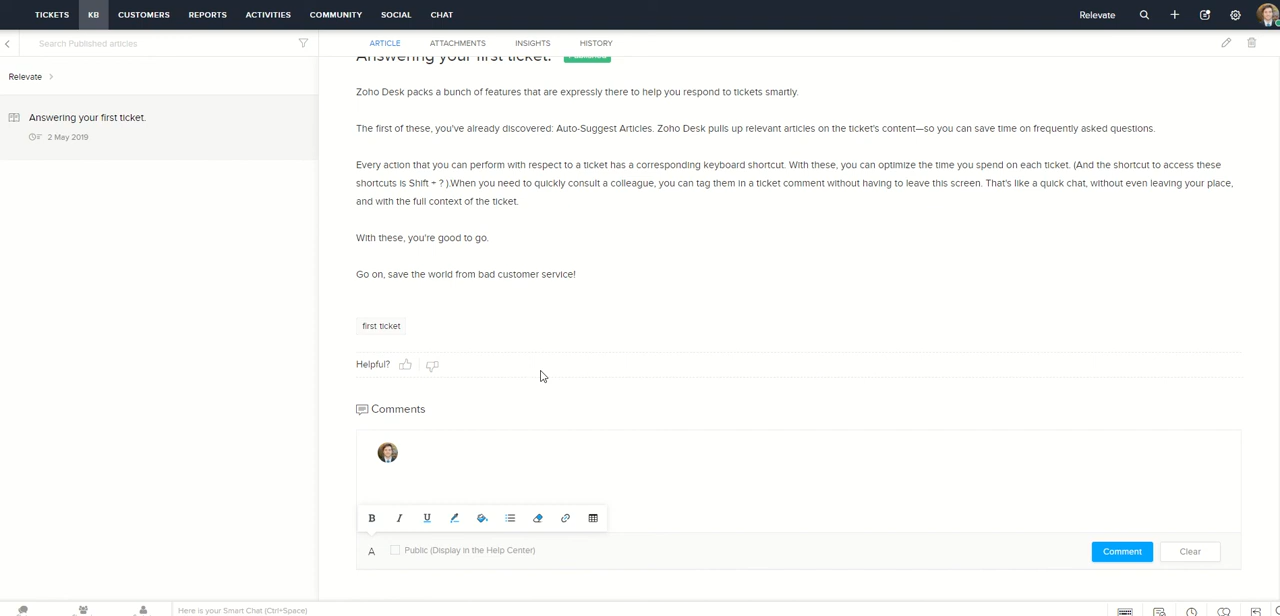 TICKETS KB CUSTOMERS REPORTS ACTIVITIES COMMUNITY SOCIAL CHAT Relevate
Search Published articles ARTICLE ATTACHMENTS INSIGHTS HISTORY
Relevate
Answering your first ticket.
2 May 2019
Answering your first ticket.
Zoho Desk packs a bunch of features that are expressly there to help you respond to tickets smartly.
The first of these, you've already discovered: Auto-Suggest Articles. Zoho Desk pulls up relevant articles on the ticket's content—so you can save time on frequently asked questions.
Every action that you can perform with respect to a ticket has a corresponding keyboard shortcut. With these, you can optimize the time you spend on each ticket. (And the shortcut to access these
shortcuts is Shift + ? ).When you need to quickly consult a colleague, you can tag them in a ticket comment without having to leave this screen. That's like a quick chat, without even leaving your place,
and with the full context of the ticket.
With these, you're good to go.
Go on, save the world from bad customer service!
first ticket
Helpful?
Comments
B I U
A Public (Display in the Help Center) Comment Clear
Here is your Smart Chat (Ctrl+Space)